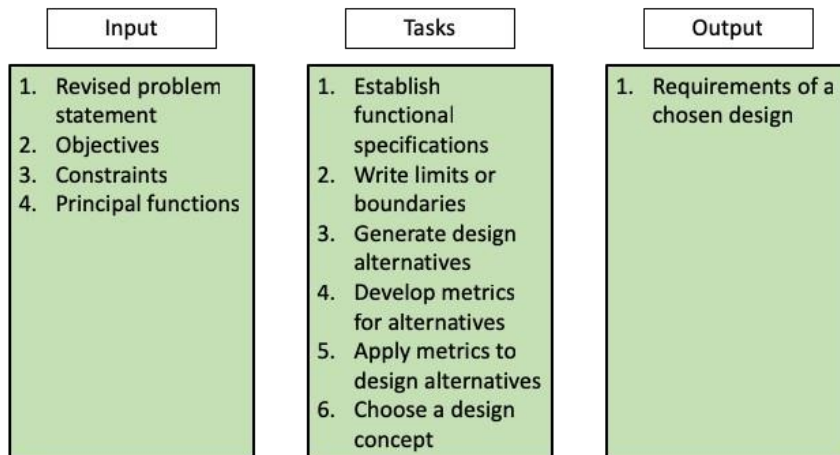 Input
Tasks
Output
1. Revised problem
statement
2. Objectives
3. Constraints
4. Principal functions
1. Establish
functional
specifications
2. Write limits or
boundaries
3. Generate design
alternatives
4. Develop metrics
for alternatives
5. Apply metrics to
design alternatives
6. Choose a design
concept
1. Requirements of a
chosen design